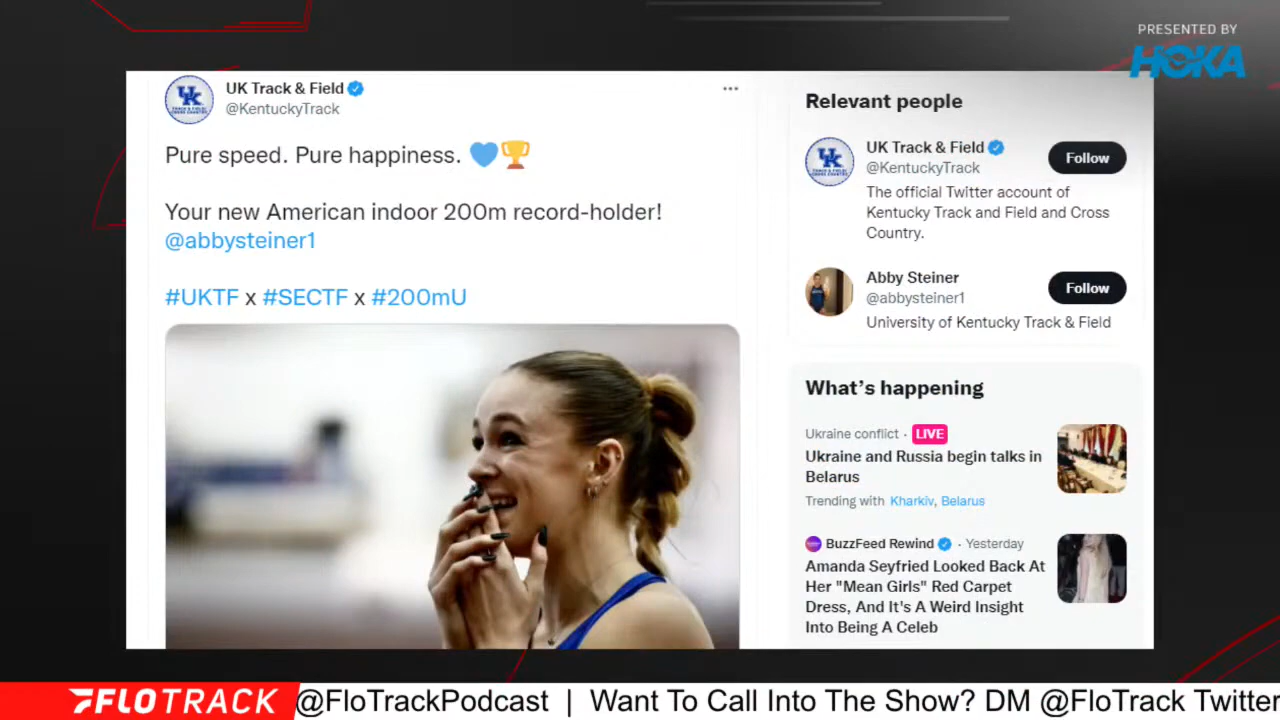 PRESENTED BY
HOKA
UK Track & Field
@KentuckyTrack
Pure speed. Pure happiness.
Your new American indoor 200m record-holder!
@abbysteiner1
#UKTF x #SECTF x #200mU
Relevant people
UK
UK Track & Field
@KentuckyTrack
Follow
The official Twitter account of
Kentucky Track and Field and Cross
Country.
Abby Steiner
@abbysteiner1
Follow
University of Kentucky Track & Field
What's happening
Ukraine conflict · LIVE
Ukraine and Russia begin talks in
Belarus
Trending with Kharkiv, Belarus
BuzzFeed Rewind · Yesterday
Amanda Seyfried Looked Back At
Her "Mean Girls" Red Carpet
Dress, And It's A Weird Insight
Into Being A Celeb
FLOTRACK
@FloTrackPodcast | Want To Call Into The Show? DM @FloTrack Twitter